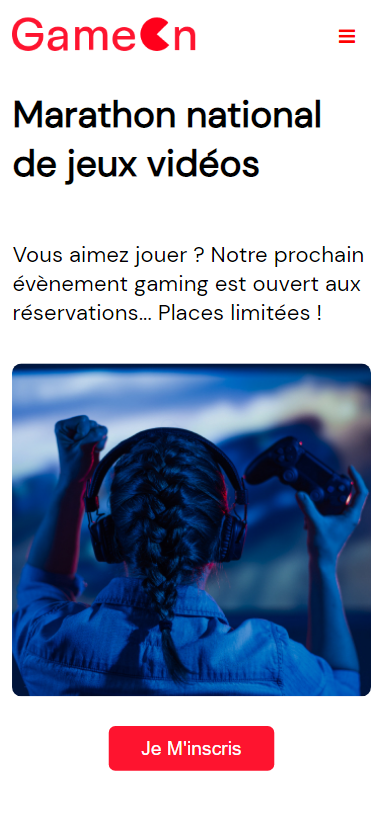 GameOn
Marathon national
de jeux vidéos
Vous aimez jouer ? Notre prochain
évènement gaming est ouvert aux
réservations... Places limitées !
Je M'inscris